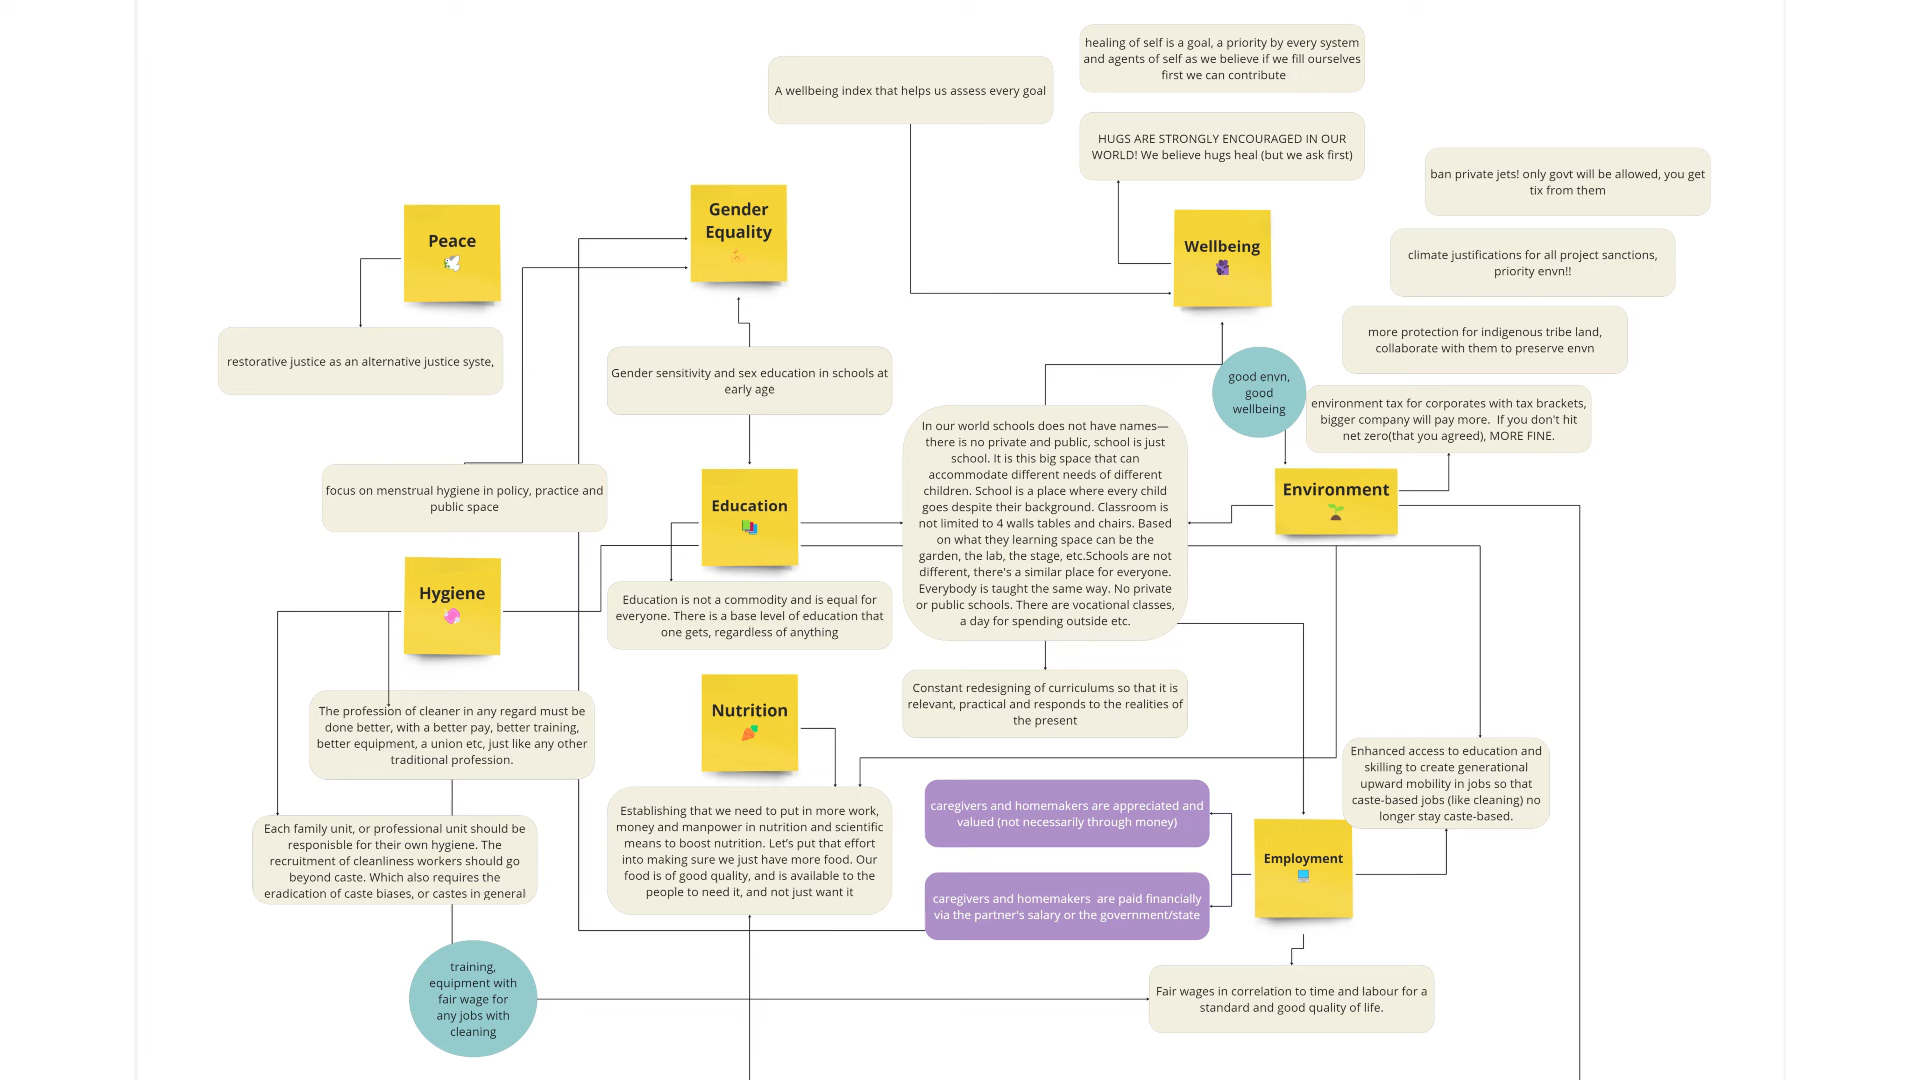 healing of self is a goal, a priority by every system
and agents of self as we believe if we fill ourselves
first we can contribute
A wellbeing index that helps us assess every goal
HUGS ARE STRONGLY ENCOURAGED IN OUR
WORLD! We believe hugs heal (but we ask first)
ban private jets! only govt will be allowed, you get
tix from them
Gender
Equality
Peace
Wellbeing
climate justifications for all project sanctions,
priority envn!!
more protection for indigenous tribe land,
collaborate with them to preserve envn
restorative justice as an alternative justice syste,
Gender sensitivity and sex education in schools at
early age
good envn,
good
wellbeing
environment tax for corporates with tax brackets,
bigger company will pay more. If you don't hit
net zero(that you agreed), MORE FINE.
In our world schools does not have names—
there is no private and public, school is just
school. It is this big space that can
accommodate different needs of different
children. School is a place where every child
goes despite their background. Classroom is
not limited to 4 walls tables and chairs. Based
on what they learning space can be the
garden, the lab, the stage, etc.Schools are not
different, there's a similar place for everyone.
Everybody is taught the same way. No private
or public schools. There are vocational classes,
a day for spending outside etc.
focus on menstrual hygiene in policy, practice and
public space
Education
Environment
Hygiene
Education is not a commodity and is equal for
everyone. There is a base level of education that
one gets, regardless of anything
Constant redesigning of curriculums so that it is
relevant, practical and responds to the realities of
the present
The profession of cleaner in any regard must be
done better, with a better pay, better training,
better equipment, a union etc, just like any other
traditional profession.
Nutrition
Enhanced access to education and
skilling to create generational
upward mobility in jobs so that
caste-based jobs (like cleaning) no
longer stay caste-based.
Each family unit, or professional unit should be
responisble for their own hygiene. The
recruitment of cleanliness workers should go
beyond caste. Which also requires the
eradication of caste biases, or castes in general
Establishing that we need to put in more work,
money and manpower in nutrition and scientific
means to boost nutrition. Let's put that effort
into making sure we just have more food. Our
food is of good quality, and is available to the
people to need it, and not just want it
caregivers and homemakers are appreciated and
valued (not necessarily through money)
Employment
caregivers and homemakers are paid financially
via the partner's salary or the government/state
training,
equipment with
fair wage for
any jobs with
cleaning
Fair wages in correlation to time and labour for a
standard and good quality of life.